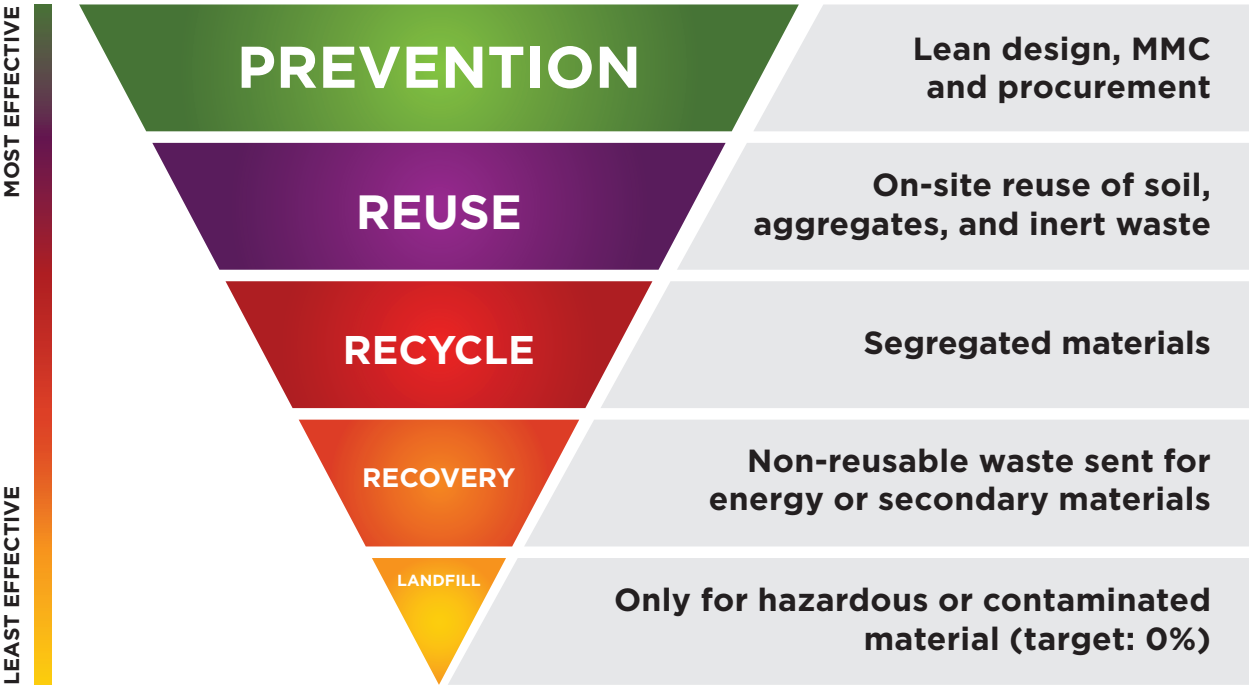 MOST EFFECTIVE
PREVENTION
Lean design, MMC
and procurement
REUSE
On-site reuse of soil,
aggregates, and inert waste
RECYCLE
Segregated materials
RECOVERY
Non-reusable waste sent for
energy or secondary materials
LEAST EFFECTIVE
LANDFILL
Only for hazardous or contaminated
material (target: 0%)